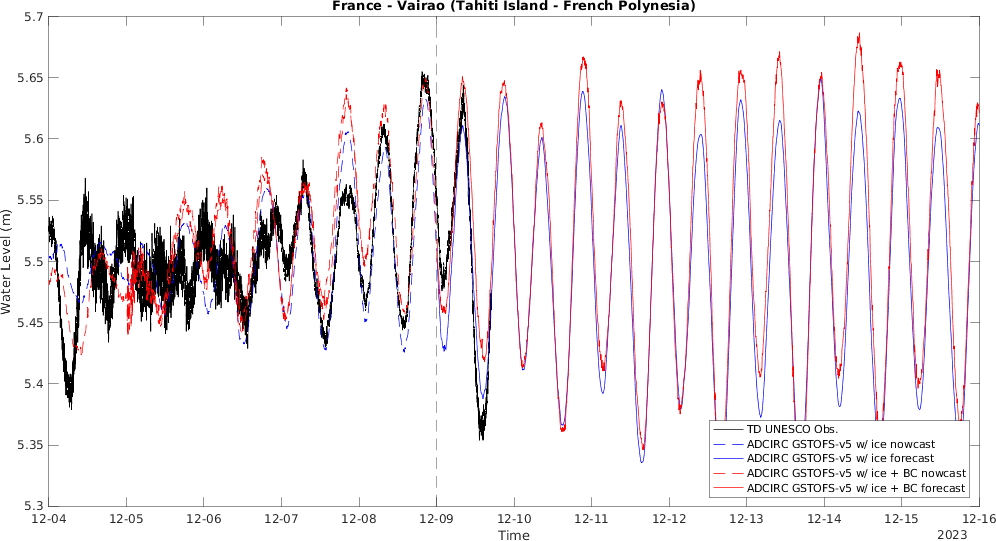 France - Vairao (Tahiti Island - French Polynesia)
5.7
5.65
5.6
5.55
5.5
5.45
5.4
5.35
5.3
Water Level (m)
TD UNESCO Obs.
ADCIRC GSTOFS-v5 w/ ice nowcast
ADCIRC GSTOFS-v5 w/ ice forecast
ADCIRC GSTOFS-v5 w/ ice + BC nowcast
ADCIRC GSTOFS-v5 w/ ice + BC forecast
12-04 12-05 12-06 12-07 12-08 12-09 12-10 12-11 12-12 12-13 12-14 12-15 12-16
Time
2023